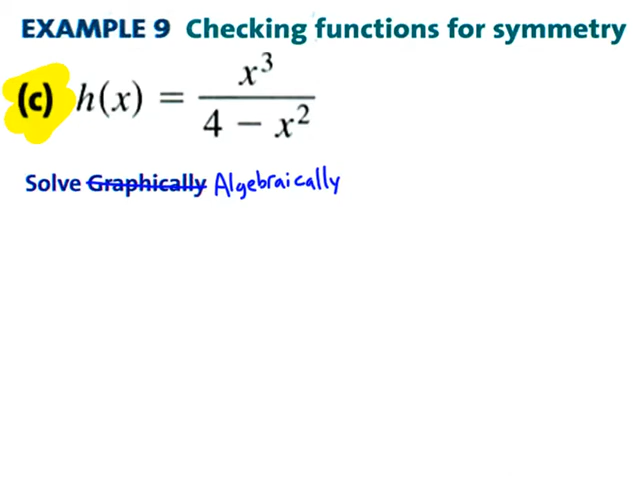 EXAMPLE 9 Checking functions for symmetry
(c) h(x) = x³ / (4 − x²)
Solve ~~Graphically~~ Algebraically